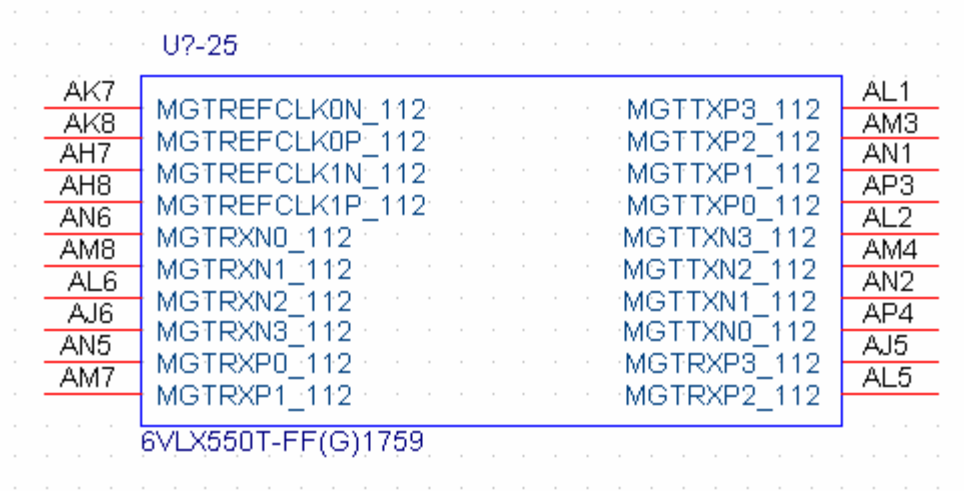 U?-25
AK7 MGTREFCLK0N_112 MGTTXP3_112 AL1
AK8 MGTREFCLK0P_112 MGTTXP2_112 AM3
AH7 MGTREFCLK1N_112 MGTTXP1_112 AN1
AH8 MGTREFCLK1P_112 MGTTXP0_112 AP3
AN6 MGTRXN0_112 MGTTXN3_112 AL2
AM8 MGTRXN1_112 MGTTXN2_112 AM4
AL6 MGTRXN2_112 MGTTXN1_112 AN2
AJ6 MGTRXN3_112 MGTTXN0_112 AP4
AN5 MGTRXP0_112 MGTRXP3_112 AJ5
AM7 MGTRXP1_112 MGTRXP2_112 AL5
6VLX550T-FF(G)1759